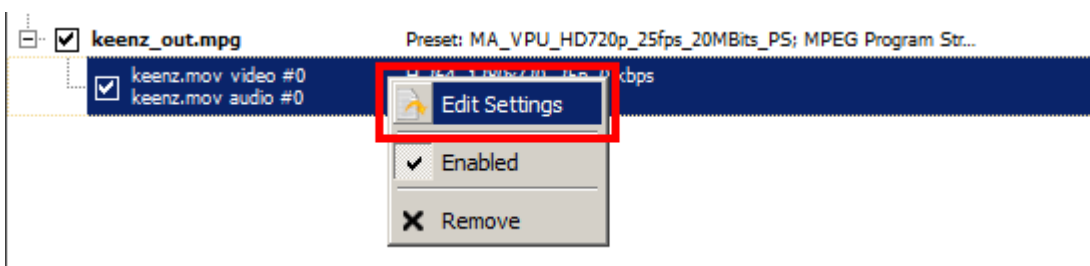 keenz_out.mpg Preset: MA_VPU_HD720p_25fps_20MBits_PS; MPEG Program Str...
keenz.mov video #0 kbps
keenz.mov audio #0
Edit Settings
Enabled
Remove